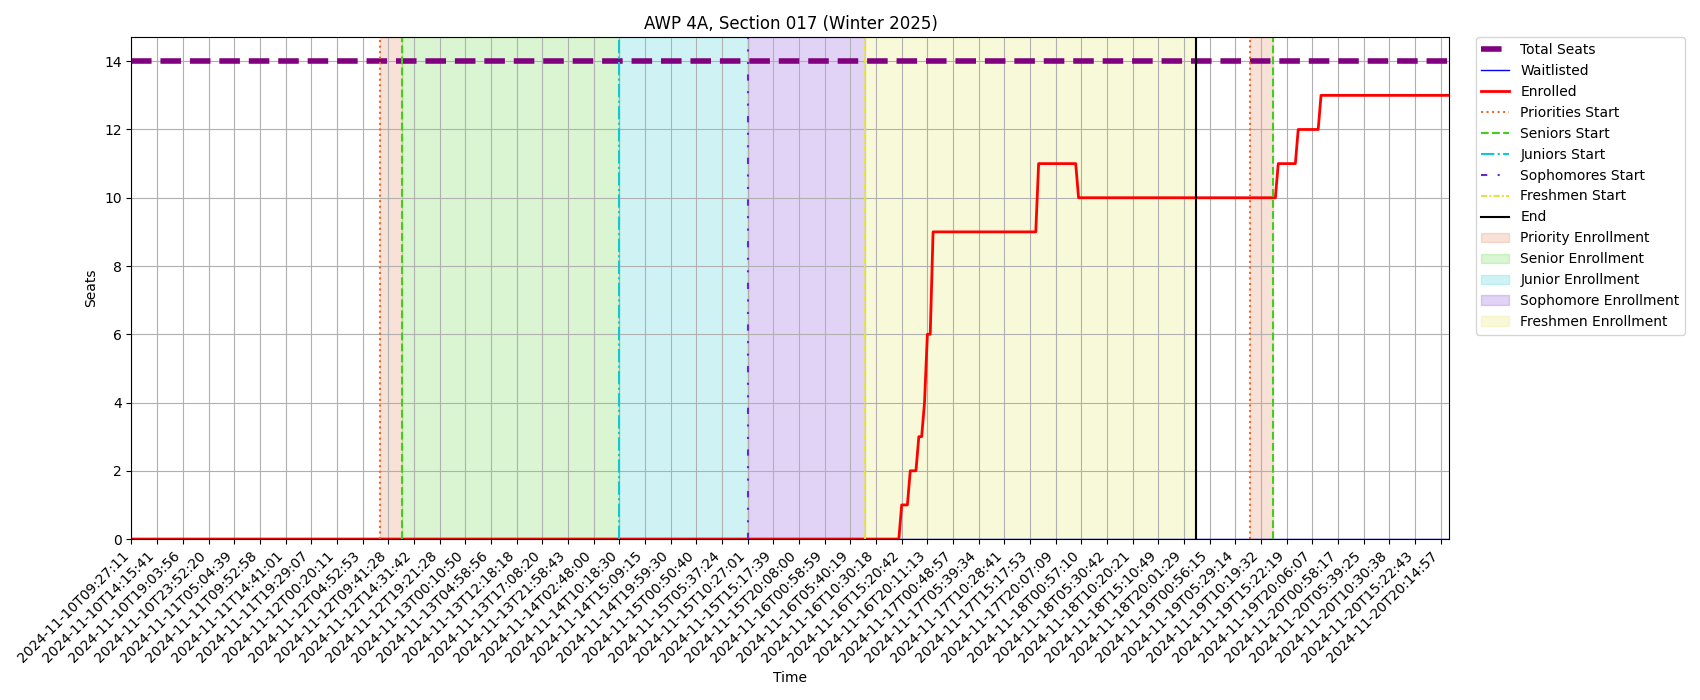 AWP 4A, Section 017 (Winter 2025)
Total Seats
Waitlisted
Enrolled
Priorities Start
Seniors Start
Juniors Start
Sophomores Start
Freshmen Start
End
Priority Enrollment
Senior Enrollment
Junior Enrollment
Sophomore Enrollment
Freshmen Enrollment
Seats
14
12
10
8
6
4
2
0
2024-11-10T09:27:11
2024-11-10T14:15:41
2024-11-10T19:03:56
2024-11-10T23:52:20
2024-11-11T05:04:39
2024-11-11T09:52:58
2024-11-11T14:41:01
2024-11-11T19:29:07
2024-11-12T00:20:11
2024-11-12T04:52:53
2024-11-12T09:41:28
2024-11-12T14:31:42
2024-11-12T19:21:28
2024-11-13T00:10:50
2024-11-13T04:58:56
2024-11-13T12:18:18
2024-11-13T17:08:20
2024-11-13T21:58:43
2024-11-14T02:48:00
2024-11-14T10:18:30
2024-11-14T15:09:15
2024-11-14T19:59:30
2024-11-15T00:50:40
2024-11-15T05:37:24
2024-11-15T10:27:01
2024-11-15T15:17:39
2024-11-15T20:08:00
2024-11-16T00:58:59
2024-11-16T05:40:19
2024-11-16T10:30:18
2024-11-16T15:20:42
2024-11-16T20:11:13
2024-11-17T00:48:57
2024-11-17T05:39:34
2024-11-17T10:28:41
2024-11-17T15:17:53
2024-11-17T20:07:09
2024-11-18T00:57:10
2024-11-18T05:30:42
2024-11-18T10:20:21
2024-11-18T15:10:49
2024-11-18T20:01:29
2024-11-19T00:56:15
2024-11-19T05:29:14
2024-11-19T10:19:32
2024-11-19T15:22:19
2024-11-19T20:06:07
2024-11-20T00:58:17
2024-11-20T05:39:25
2024-11-20T10:30:38
2024-11-20T15:22:43
2024-11-20T20:14:57
Time